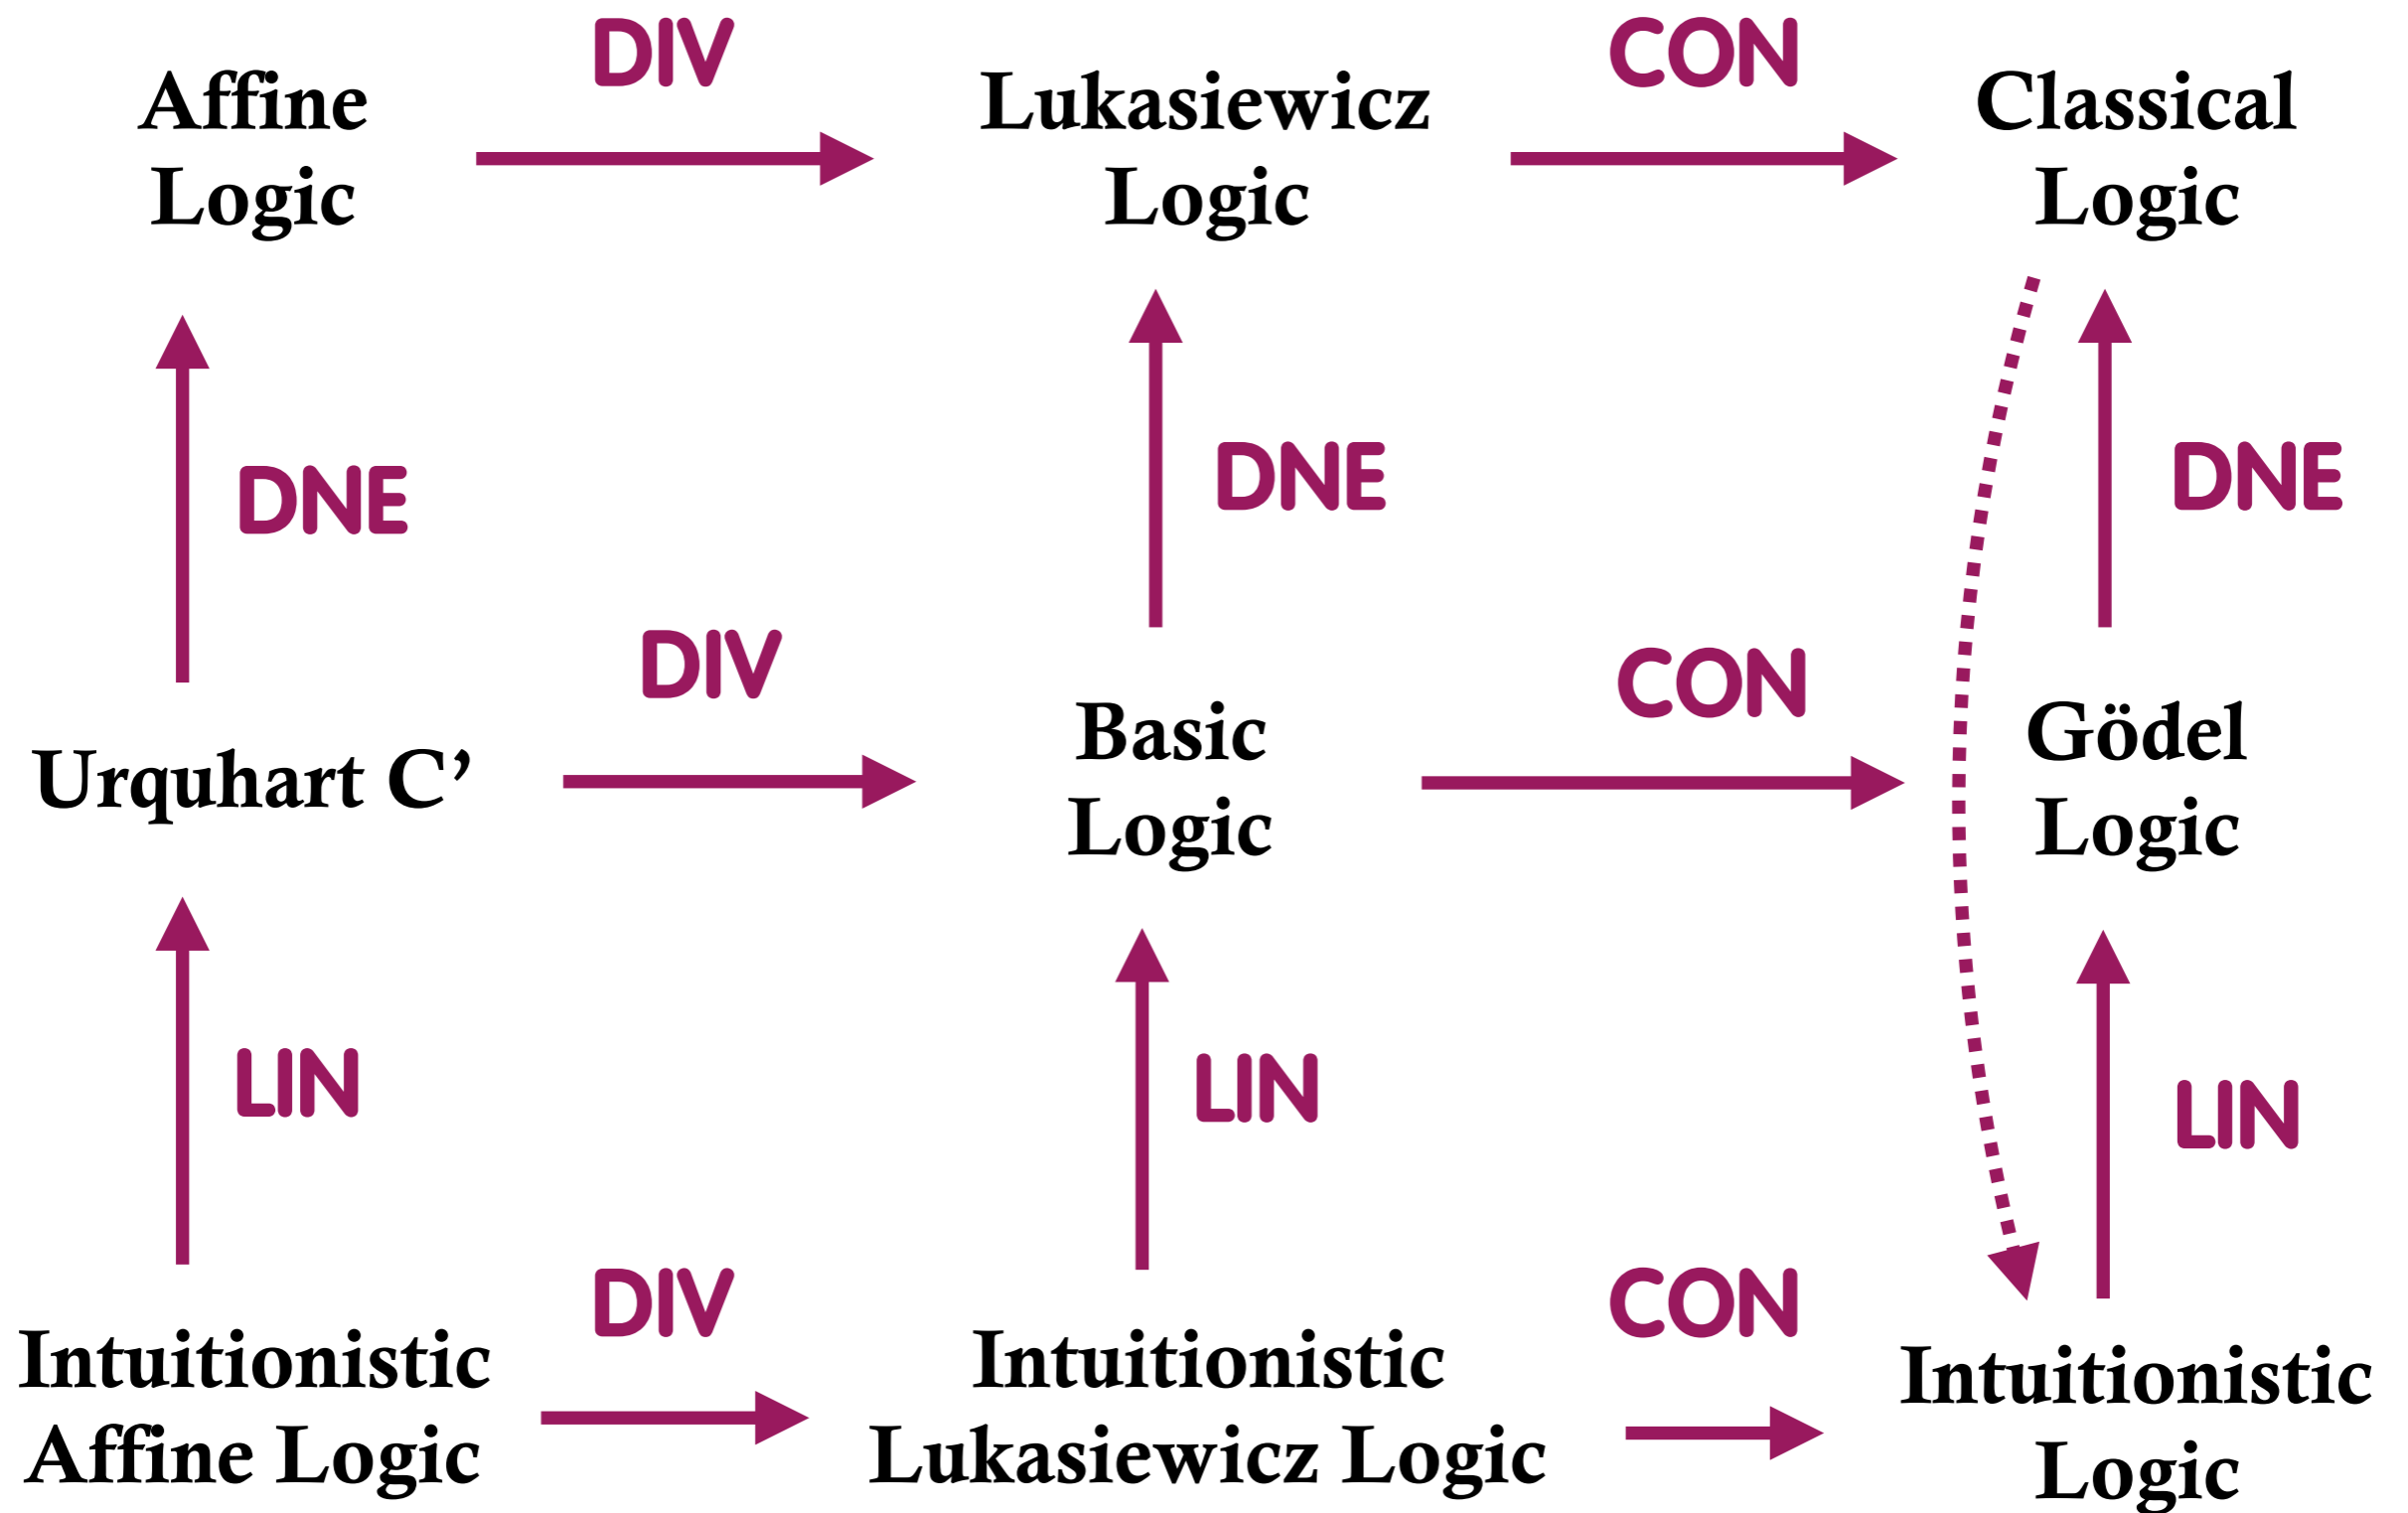 DIV
CON
Affine
Logic
Lukasiewicz
Logic
Classical
Logic
DNE
DNE
DNE
DIV
CON
Urquhart C’
Basic
Logic
Gödel
Logic
LIN
LIN
LIN
DIV
CON
Intuitionistic
Affine Logic
Intuitionistic
Lukasiewicz Logic
Intuitionistic
Logic